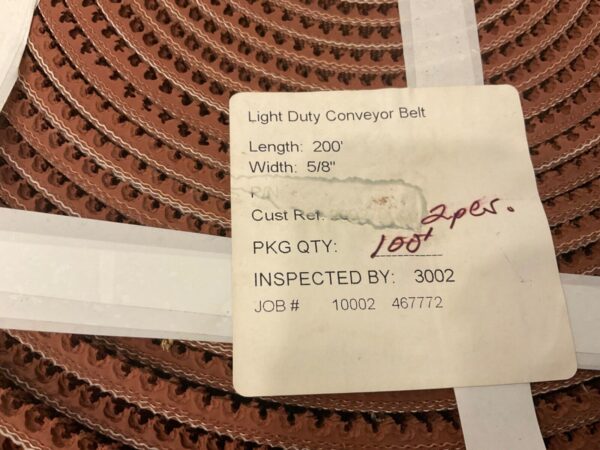 Light Duty Conveyor Belt
Length: 200'
Width: 5/8"
Cust Ref:
2pcs.
PKG QTY: 100'
INSPECTED BY: 3002
JOB # 10002 467772